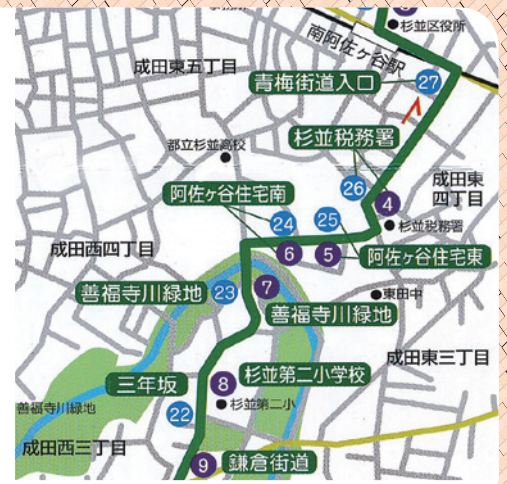 杉並区役所
南阿佐ヶ谷駅
成田東五丁目
青梅街道入口
27
杉並税務署
都立杉並高校
26
4
成田東
四丁目
阿佐ヶ谷住宅南
24
25
杉並税務署
6
5
阿佐ヶ谷住宅東
成田西四丁目
善福寺川緑地
23
7
東田中
善福寺川緑地
成田東三丁目
三年坂
8
杉並第二小学校
善福寺川緑地
22
杉並第二小
成田西三丁目
9
鎌倉街道